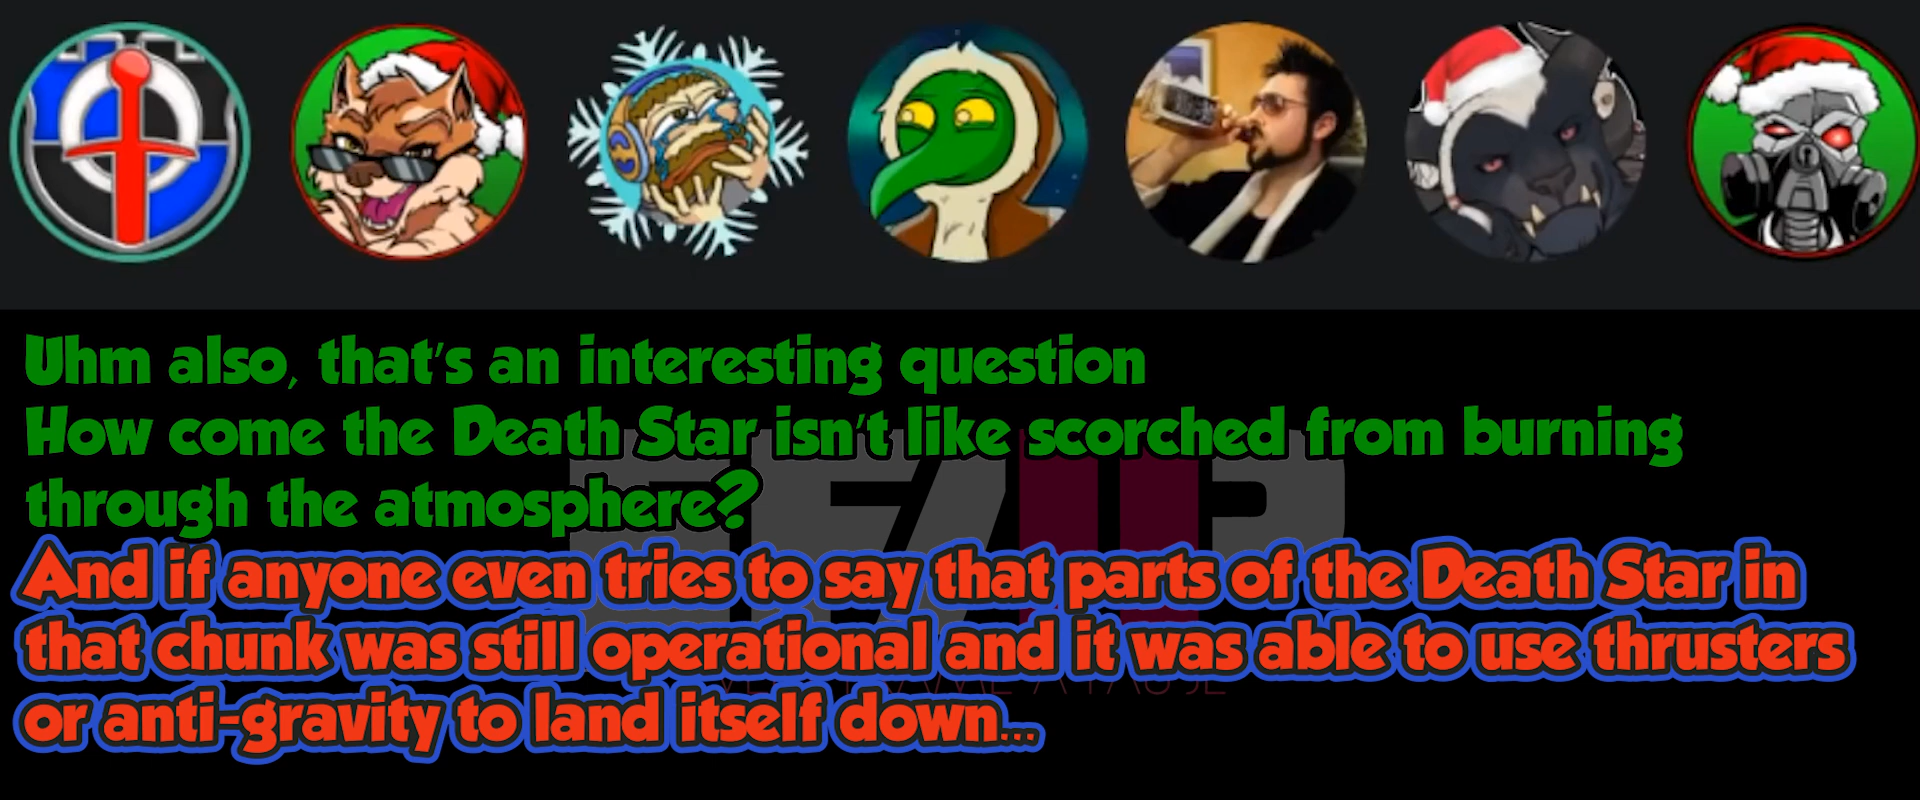 Uhm also, that's an interesting question
How come the Death Star isn't like scorched from burning
through the atmosphere?
And if anyone even tries to say that parts of the Death Star in
that chunk was still operational and it was able to use thrusters
or anti-gravity to land itself down...
EFAP